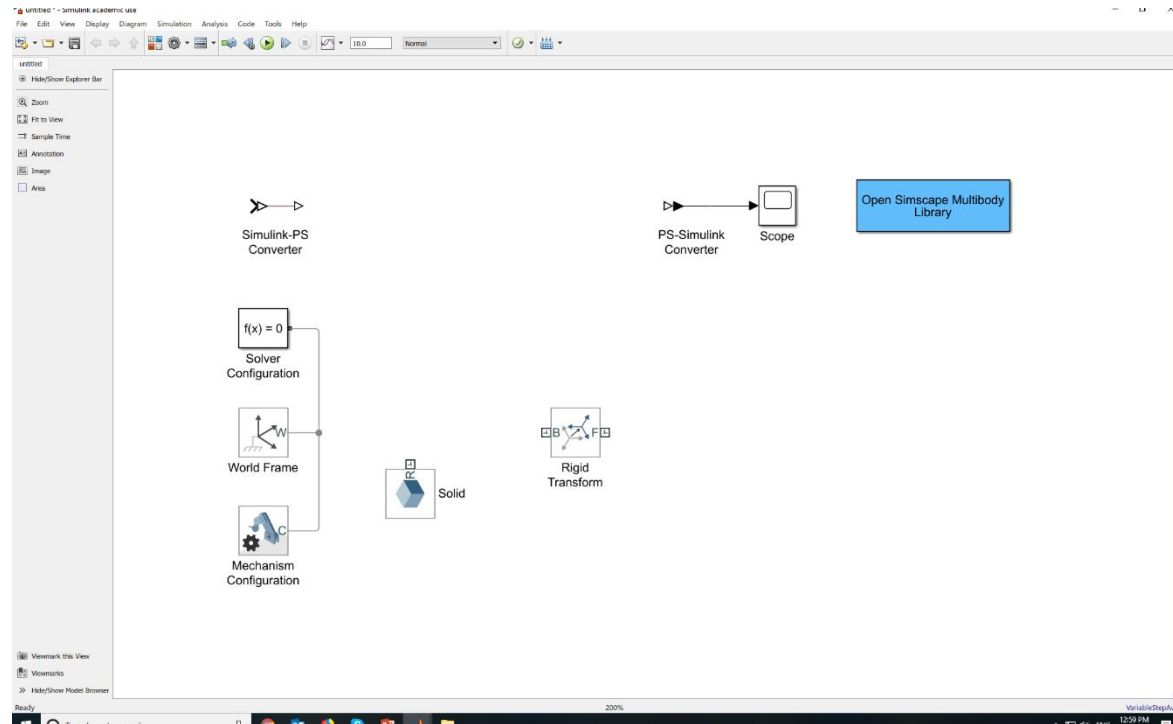 untitled * - Simulink academic use
File Edit View Display Diagram Simulation Analysis Code Tools Help
10.0 Normal
untitled
Hide/Show Explorer Bar
Zoom
Fit to View
Sample Time
Annotation
Image
Area
Simulink-PS
Converter
PS-Simulink
Converter
Scope
Open Simscape Multibody
Library
f(x) = 0
Solver
Configuration
W
World Frame
R
Solid
B F
Rigid
Transform
C
Mechanism
Configuration
Viewmark this View
Viewmarks
Hide/Show Model Browser
Ready 200%
12:59 PM